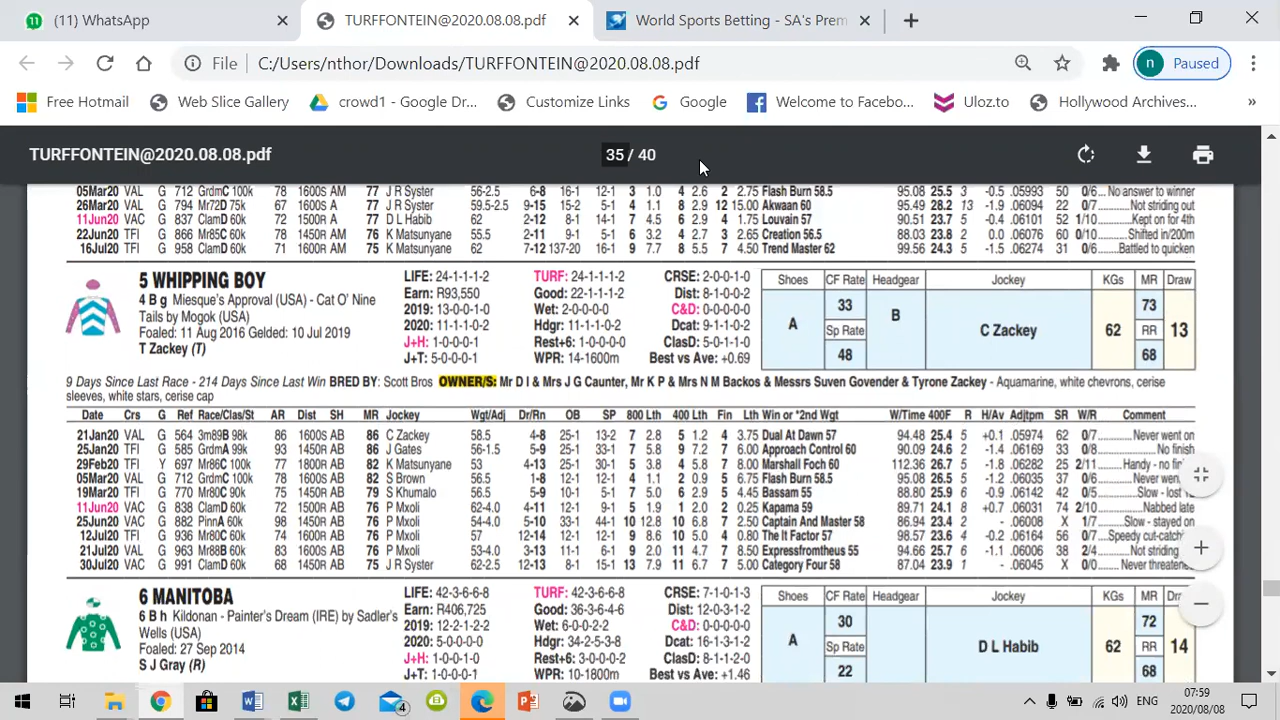 (11) WhatsApp
TURFFONTEIN@2020.08.08.pdf
World Sports Betting - SA's Prem
File C:/Users/nthor/Downloads/TURFFONTEIN@2020.08.08.pdf
n Paused
Free Hotmail Web Slice Gallery crowd1 - Google Dr... Customize Links Google Welcome to Facebo... Uloz.to Hollywood Archives... »
TURFFONTEIN@2020.08.08.pdf 35 / 40
05Mar20 VAL G 712 GrdmC 100k 78 1600S AM 77 J R Syster 56-2.5 6-8 16-1 12-1 3 1.0 4 2.6 2 2.75 Flash Burn 58.5 95.08 25.5 3 -0.5 .05993 50 0/6 ..No answer to winner
26Mar20 VAL G 794 Mr72D 75k 67 1600S A 77 J R Syster 59.5-2.5 9-15 15-2 5-1 4 1.1 8 2.9 12 15.00 Akwaan 60 95.49 28.2 13 -1.9 .06094 22 0/7 ..........Not striding out
11Jun20 VAC G 837 ClamD 60k 72 1500R A 77 D L Habib 62 2-12 8-1 14-1 7 4.5 6 2.9 4 1.75 Louvain 57 90.51 23.7 5 -0.4 .06101 52 1/10 ..........Kept on for 4th
22Jun20 TFI G 866 Mr85C 60k 78 1450R AM 76 K Matsunyane 55.5 2-11 9-1 6-1 6 3.2 4 2.7 3 2.65 Creation 56.5 88.03 23.8 2 0.0 .06076 60 0/10 ........Shifted in/200m
16Jul20 TFI G 958 ClamD 60k 71 1600S AM 75 K Matsunyane 62 7-12 137-20 16-1 9 7.7 8 5.5 7 4.50 Trend Master 62 99.56 24.3 5 -1.5 .06274 31 0/6 .......Battled to quicken
5 WHIPPING BOY
4 B g Miesque's Approval (USA) - Cat O' Nine
Tails by Mogok (USA)
Foaled: 11 Aug 2016 Gelded: 10 Jul 2019
T Zackey (T)
LIFE: 24-1-1-1-2 TURF: 24-1-1-1-2 CRSE: 2-0-0-1-0
Earn: R93,550 Good: 22-1-1-1-2 Dist: 8-1-0-0-2
2019: 13-0-0-1-0 Wet: 2-0-0-0-0 C&D: 0-0-0-0-0
2020: 11-1-1-0-2 Hdgr: 11-1-1-0-2 Dcat: 9-1-1-0-2
J+H: 1-0-0-0-1 Rest+6: 1-0-0-0-0 ClasD: 5-0-1-1-0
J+T: 5-0-0-0-1 WPR: 14-1600m Best vs Ave: +0.69
Shoes CF Rate Headgear Jockey KGs MR Draw
A 33 B C Zackey 62 73 13
Sp Rate RR
48 68
9 Days Since Last Race - 214 Days Since Last Win BRED BY: Scott Bros OWNER/S: Mr D I & Mrs J G Caunter, Mr K P & Mrs N M Backos & Messrs Suven Govender & Tyrone Zackey - Aquamarine, white chevrons, cerise
sleeves, white stars, cerise cap
Date Crs G Ref Race/Clas/St AR Dist SH MR Jockey Wgt/Adj Dr/Rn OB SP 800 Lth 400 Lth Fin Lth Win or *2nd Wgt W/Time 400F R H/Av Adjtpm SR W/R Comment
21Jan20 VAL G 564 3m89B 98k 86 1600S AB 86 C Zackey 58.5 4-8 25-1 13-2 7 2.8 5 1.2 4 3.75 Dual At Dawn 57 94.48 25.4 5 +0.1 .05974 62 0/7 ............Never went on
25Jan20 TFI G 585 GrdmA 99k 93 1450R AB 86 J Gates 56-1.5 5-9 25-1 33-1 7 5.8 9 7.2 7 6.00 Approach Control 60 90.09 24.6 2 -1.4 .06169 33 0/8 ...................No finish
29Feb20 TFI Y 697 Mr86C 100k 77 1800R AB 82 K Matsunyane 53 4-13 25-1 30-1 5 3.8 4 5.8 7 8.00 Marshall Foch 60 112.36 26.7 5 -1.8 .06282 25 2/11 .......Handy - no fin
05Mar20 VAL G 712 GrdmC 100k 78 1600S AB 82 S Brown 56.5 1-8 12-1 12-1 4 1.1 2 0.9 5 6.75 Flash Burn 58.5 95.08 26.5 3 -1.2 .06035 37 0/6 ............Never wen
19Mar20 TFI G 770 Mr80C 90k 75 1450R AB 79 S Khumalo 56.5 5-9 10-1 5-1 7 5.0 6 2.9 5 4.45 Bassam 55 88.80 25.9 6 -0.9 .06142 42 0/5 ...........Slow - lost
11Jun20 VAC G 838 ClamD 60k 68 1500R AB 76 P Mxoli 62-4.0 4-11 9-1 9-1 5 1.9 1 2.0 2 0.25 Kapama 59 89.71 24.1 8 +0.7 .06031 74 2/10 ............Nabbed late
25Jun20 VAC G 882 PinnA 60k 98 1500R AB 76 P Mxoli 54-4.0 5-10 33-1 44-1 10 12.8 10 6.8 7 2.50 Captain And Master 58 86.94 23.4 2 - .06008 X 1/7 .......Slow - stayed on
12Jul20 TFI G 936 Mr80C 60k 74 1600S AB 76 P Mxoli 57 12-14 12-1 9-1 9 8.6 10 5.0 4 0.80 The It Factor 57 98.57 23.6 4 -0.2 .06164 56 0/7 ....Speedy cut-catchin
21Jul20 VAL G 963 Mr88B 60k 83 1600S AB 76 P Mxoli 53-4.0 3-13 11-1 6-1 9 2.0 11 4.7 7 8.50 Expressfromtheus 55 94.66 25.7 6 -1.1 .06006 38 2/4 ..........Not striding
30Jul20 VAC G 991 ClamD 60k 68 1500R AB 75 J R Syster 62-2.5 12-13 8-1 15-1 13 7.9 11 6.7 7 5.00 Category Four 58 87.04 23.9 1 - .06045 X 0/0 ..........Never threatene
6 MANITOBA
6 B h Kildonan - Painter's Dream (IRE) by Sadler's
Wells (USA)
Foaled: 27 Sep 2014
S J Gray (R)
LIFE: 42-3-6-6-8 TURF: 42-3-6-6-8 CRSE: 7-1-0-1-3
Earn: R406,725 Good: 36-3-6-4-6 Dist: 12-0-3-1-2
2019: 12-2-1-2-2 Wet: 6-0-0-2-2 C&D: 0-0-0-0-0
2020: 5-0-0-0-0 Hdgr: 34-2-5-3-8 Dcat: 16-1-3-1-2
J+H: 1-0-0-1-0 Rest+6: 3-0-0-0-2 ClasD: 8-1-1-2-0
J+T: 1-0-0-1-0 WPR: 10-1800m Best vs Ave: +1.46
Shoes CF Rate Headgear Jockey KGs MR Dra
A 30 D L Habib 62 72 14
Sp Rate RR
22 68
4 ENG 07:59
2020/08/08